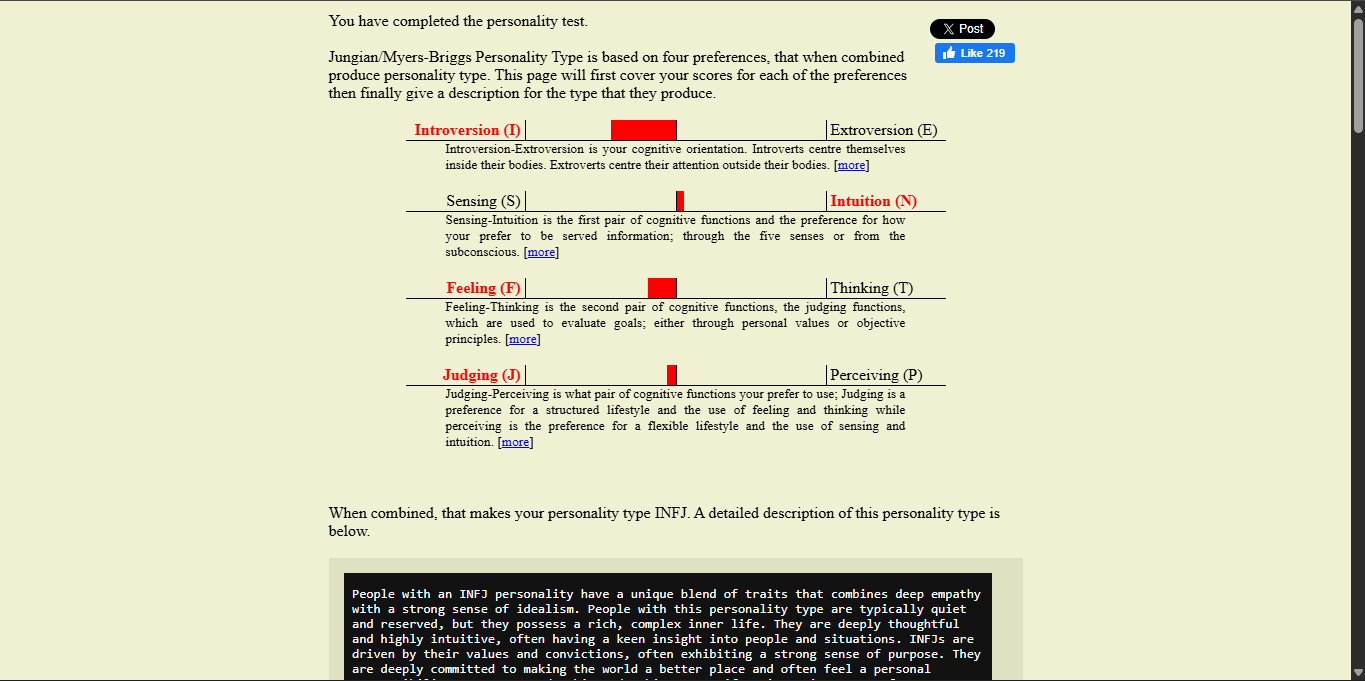 You have completed the personality test.
X Post
Like 219
Jungian/Myers-Briggs Personality Type is based on four preferences, that when combined
produce personality type. This page will first cover your scores for each of the preferences
then finally give a description for the type that they produce.
Introversion (I) Extroversion (E)
Introversion-Extroversion is your cognitive orientation. Introverts centre themselves
inside their bodies. Extroverts centre their attention outside their bodies. [more]
Sensing (S) Intuition (N)
Sensing-Intuition is the first pair of cognitive functions and the preference for how
your prefer to be served information; through the five senses or from the
subconscious. [more]
Feeling (F) Thinking (T)
Feeling-Thinking is the second pair of cognitive functions, the judging functions,
which are used to evaluate goals; either through personal values or objective
principles. [more]
Judging (J) Perceiving (P)
Judging-Perceiving is what pair of cognitive functions your prefer to use; Judging is a
preference for a structured lifestyle and the use of feeling and thinking while
perceiving is the preference for a flexible lifestyle and the use of sensing and
intuition. [more]
When combined, that makes your personality type INFJ. A detailed description of this personality type is
below.
People with an INFJ personality have a unique blend of traits that combines deep empathy
with a strong sense of idealism. People with this personality type are typically quiet
and reserved, but they possess a rich, complex inner life. They are deeply thoughtful
and highly intuitive, often having a keen insight into people and situations. INFJs are
driven by their values and convictions, often exhibiting a strong sense of purpose. They
are deeply committed to making the world a better place and often feel a personal